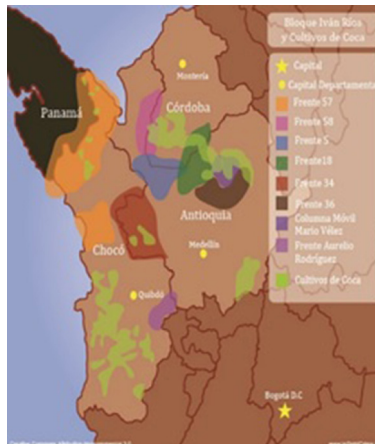 Bloque Iván Ríos
y Cultivos de Coca
Capital
Capital Departamental
Frente 57
Frente 58
Frente 5
Frente18
Frente 34
Frente 36
Columna Móvil
Mario Vélez
Frente Aurelio
Rodríguez
Cultivos de Coca
Montería
Panamá
Córdoba
Antioquia
Chocó
Medellín
Quibdó
Bogotá D.C